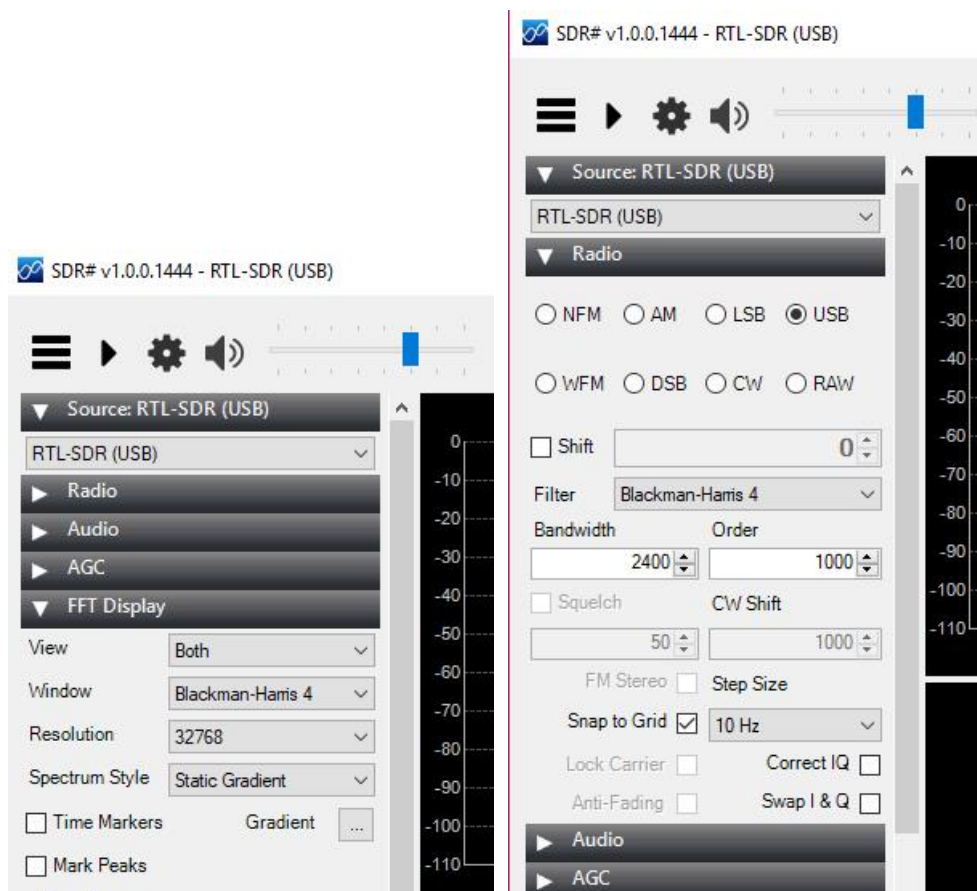 SDR# v1.0.0.1444 - RTL-SDR (USB)
Source: RTL-SDR (USB)
RTL-SDR (USB)
Radio
Audio
AGC
FFT Display
View Both
Window Blackman-Harris 4
Resolution 32768
Spectrum Style Static Gradient
Time Markers Gradient ...
Mark Peaks
0
-10
-20
-30
-40
-50
-60
-70
-80
-90
-100
-110
SDR# v1.0.0.1444 - RTL-SDR (USB)
Source: RTL-SDR (USB)
RTL-SDR (USB)
Radio
NFM AM LSB USB
WFM DSB CW RAW
Shift 0
Filter Blackman-Harris 4
Bandwidth Order
2400 1000
Squelch CW Shift
50 1000
FM Stereo Step Size
Snap to Grid 10 Hz
Lock Carrier Correct IQ
Anti-Fading Swap I & Q
Audio
AGC
0
-10
-20
-30
-40
-50
-60
-70
-80
-90
-100
-110